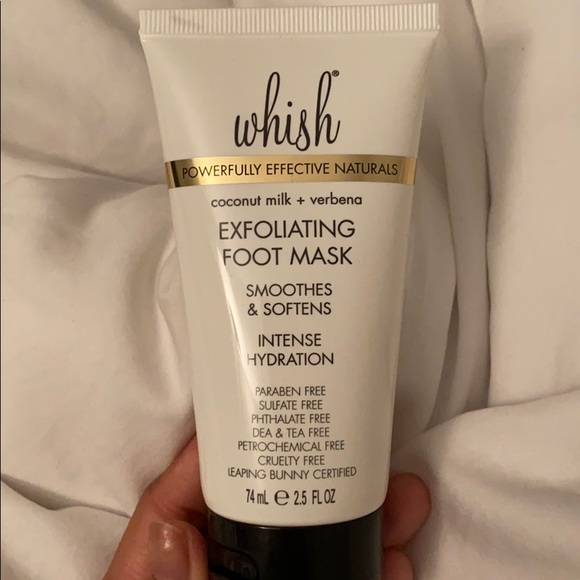 whish®
POWERFULLY EFFECTIVE NATURALS
coconut milk + verbena
EXFOLIATING
FOOT MASK
SMOOTHES
& SOFTENS
INTENSE
HYDRATION
PARABEN FREE
SULFATE FREE
PHTHALATE FREE
DEA & TEA FREE
PETROCHEMICAL FREE
CRUELTY FREE
LEAPING BUNNY CERTIFIED
74 mL ℮ 2.5 FL OZ